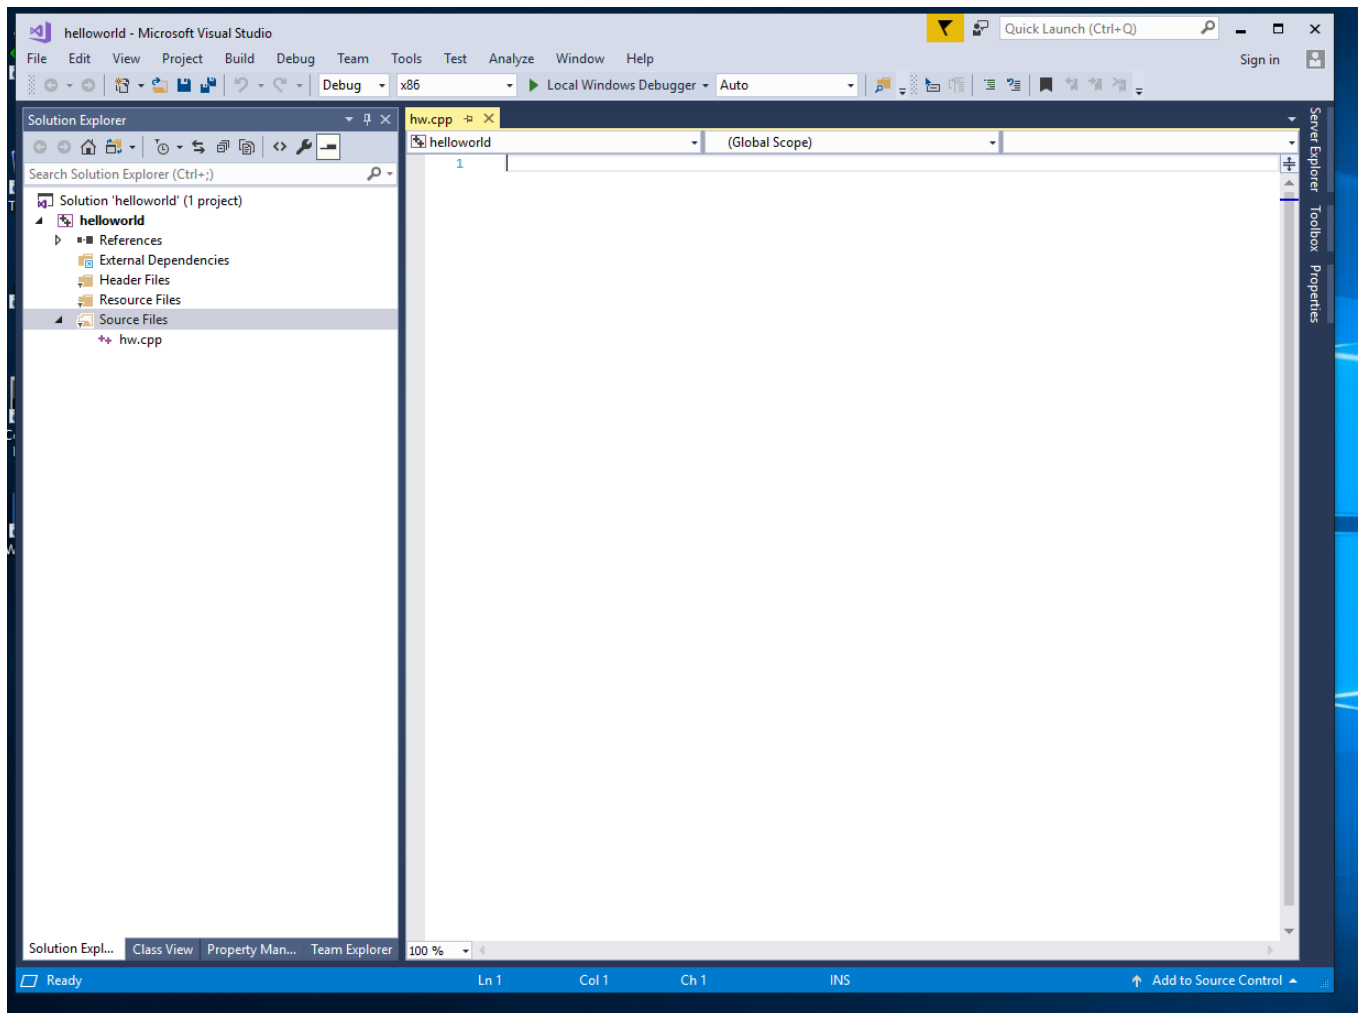 helloworld - Microsoft Visual Studio
Quick Launch (Ctrl+Q)
File Edit View Project Build Debug Team Tools Test Analyze Window Help
Sign in
Debug x86 Local Windows Debugger Auto
Solution Explorer
hw.cpp
helloworld (Global Scope)
1
Search Solution Explorer (Ctrl+;)
Solution 'helloworld' (1 project)
helloworld
References
External Dependencies
Header Files
Resource Files
Source Files
hw.cpp
Server Explorer
Toolbox
Properties
Solution Expl... Class View Property Man... Team Explorer
100 %
Ready Ln 1 Col 1 Ch 1 INS Add to Source Control